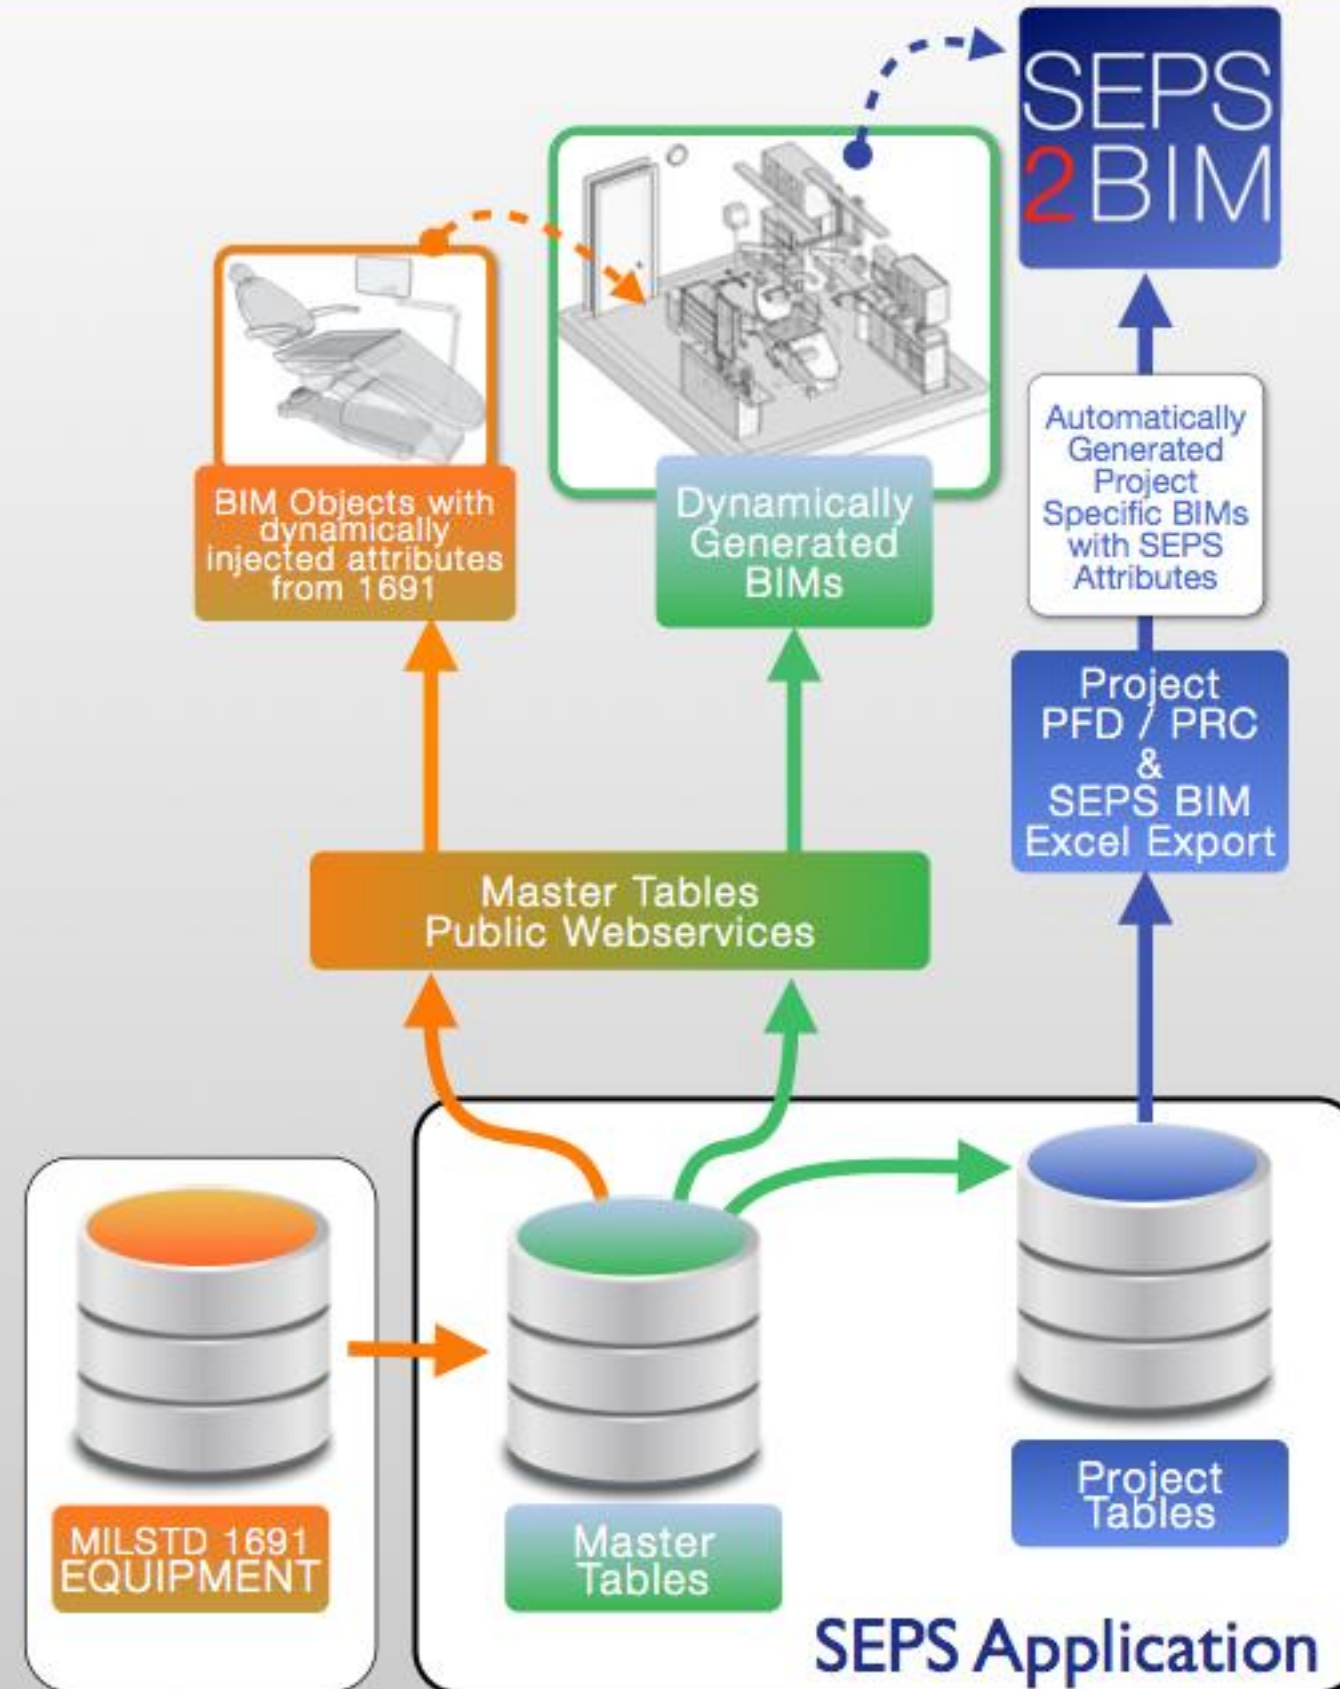 SEPS
2BIM
BIM Objects with
dynamically
injected attributes
from 1691
Dynamically
Generated
BIMs
Automatically
Generated
Project
Specific BIMs
with SEPS
Attributes
Project
PFD / PRC
&
SEPS BIM
Excel Export
Master Tables
Public Webservices
MILSTD 1691
EQUIPMENT
Master
Tables
Project
Tables
SEPS Application